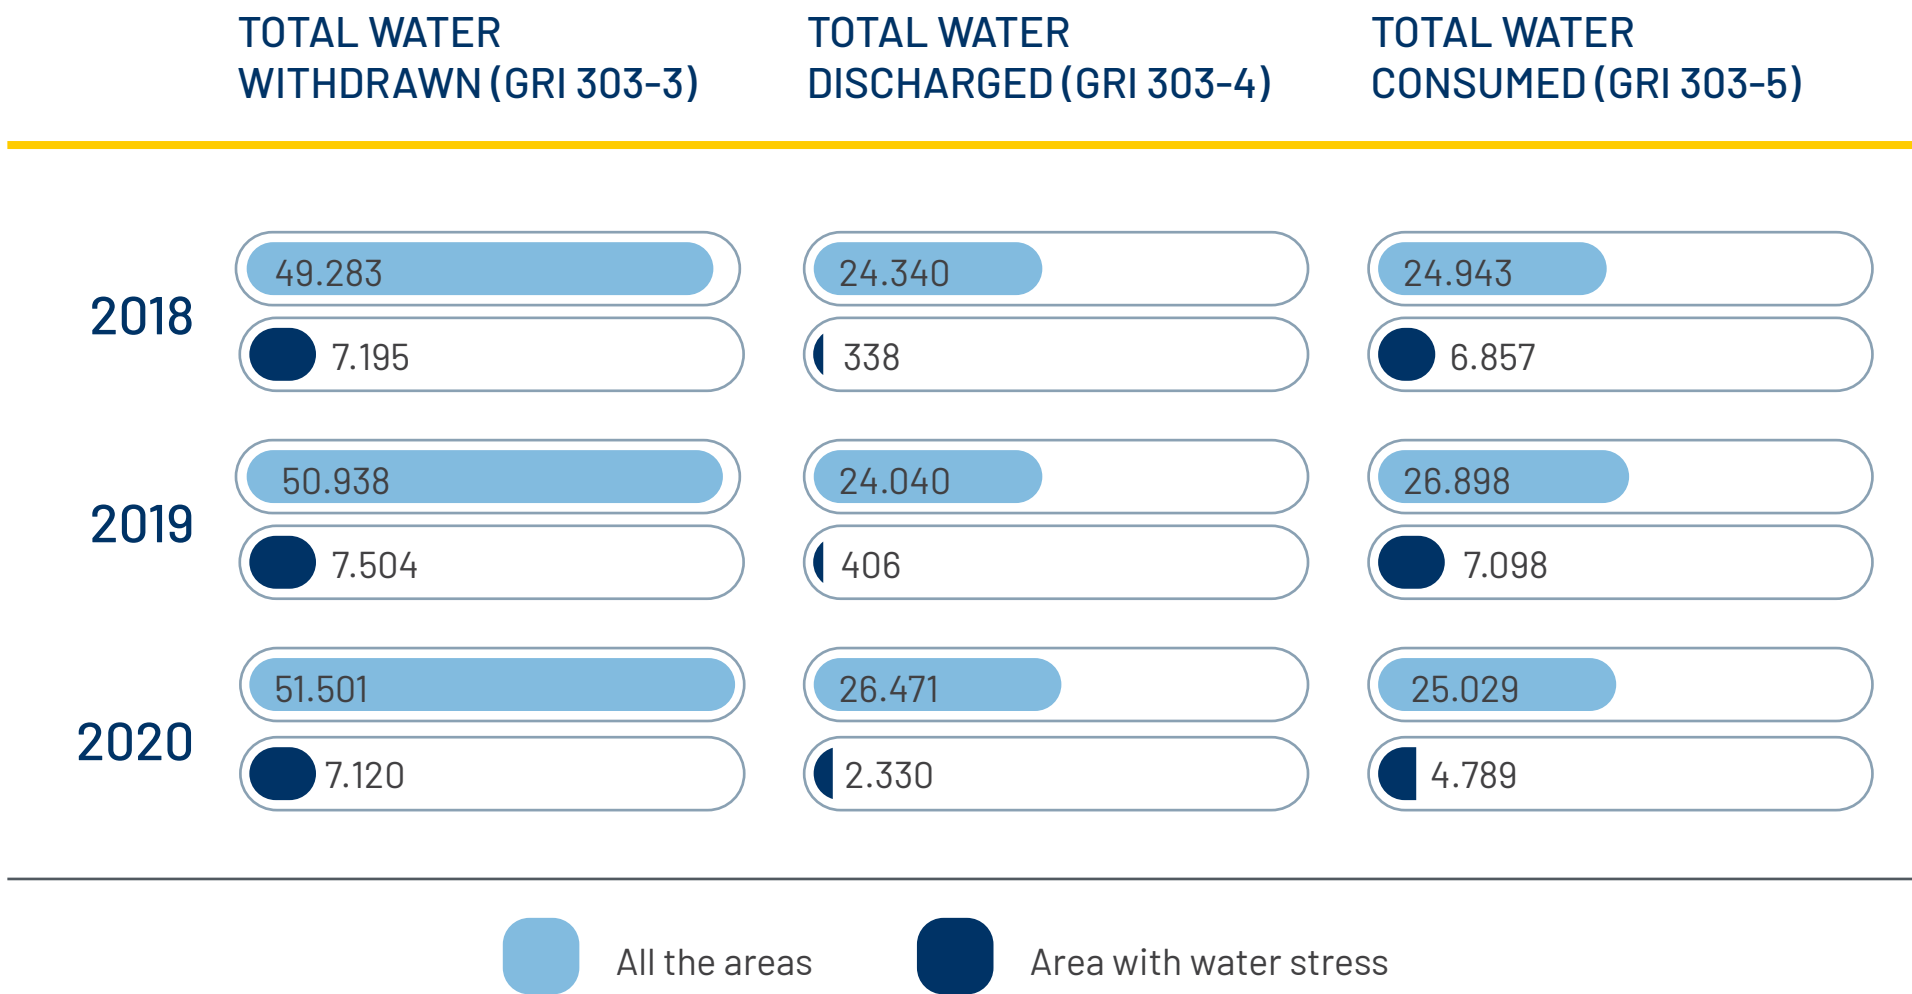 TOTAL WATER
WITHDRAWN (GRI 303-3)
TOTAL WATER
DISCHARGED (GRI 303-4)
TOTAL WATER
CONSUMED (GRI 303-5)
2018
49.283
24.340
24.943
7.195
338
6.857
2019
50.938
24.040
26.898
7.504
406
7.098
2020
51.501
26.471
25.029
7.120
2.330
4.789
All the areas
Area with water stress